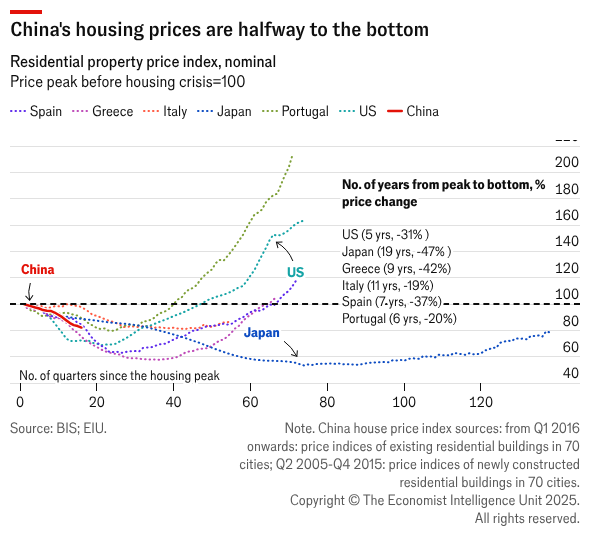 China's housing prices are halfway to the bottom
Residential property price index, nominal
Price peak before housing crisis=100
Spain Greece Italy Japan Portugal US China
200
No. of years from peak to bottom, %
180
price change
160
US (5 yrs, -31% )
140
Japan (19 yrs, -47% )
China
Greece (9 yrs, -42%)
120
US
Italy (11 yrs, -19%)
100
Spain (7 yrs, -37%)
Portugal (6 yrs, -20%)
80
Japan
60
No. of quarters since the housing peak
40
0 20 40 60 80 100 120
Source: BIS; EIU.
Note. China house price index sources: from Q1 2016
onwards: price indices of existing residential buildings in 70
cities; Q2 2005-Q4 2015: price indices of newly constructed
residential buildings in 70 cities.
Copyright © The Economist Intelligence Unit 2025.
All rights reserved.